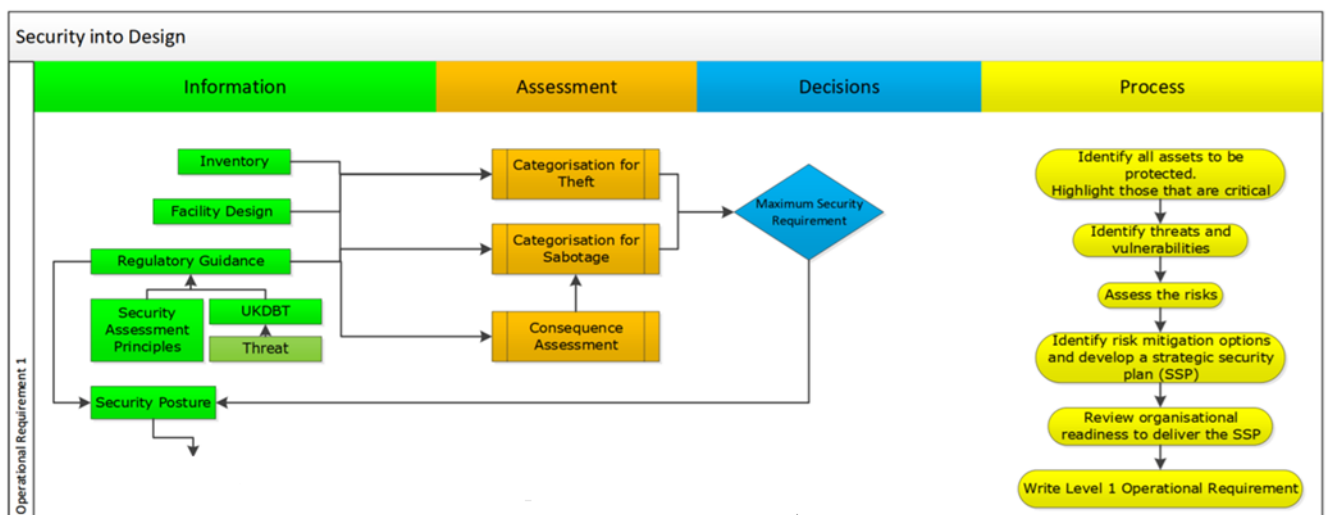 Security into Design
Information
Assessment
Decisions
Process
Operational Requirement 1
Inventory
Facility Design
Regulatory Guidance
Security
Assessment
Principles
UKDBT
Threat
Security Posture
Categorisation for
Theft
Categorisation for
Sabotage
Consequence
Assessment
Maximum Security
Requirement
Identify all assets to be
protected.
Highlight those that are critical
Identify threats and
vulnerabilities
Assess the risks
Identify risk mitigation options
and develop a strategic security
plan (SSP)
Review organisational
readiness to deliver the SSP
Write Level 1 Operational Requirement